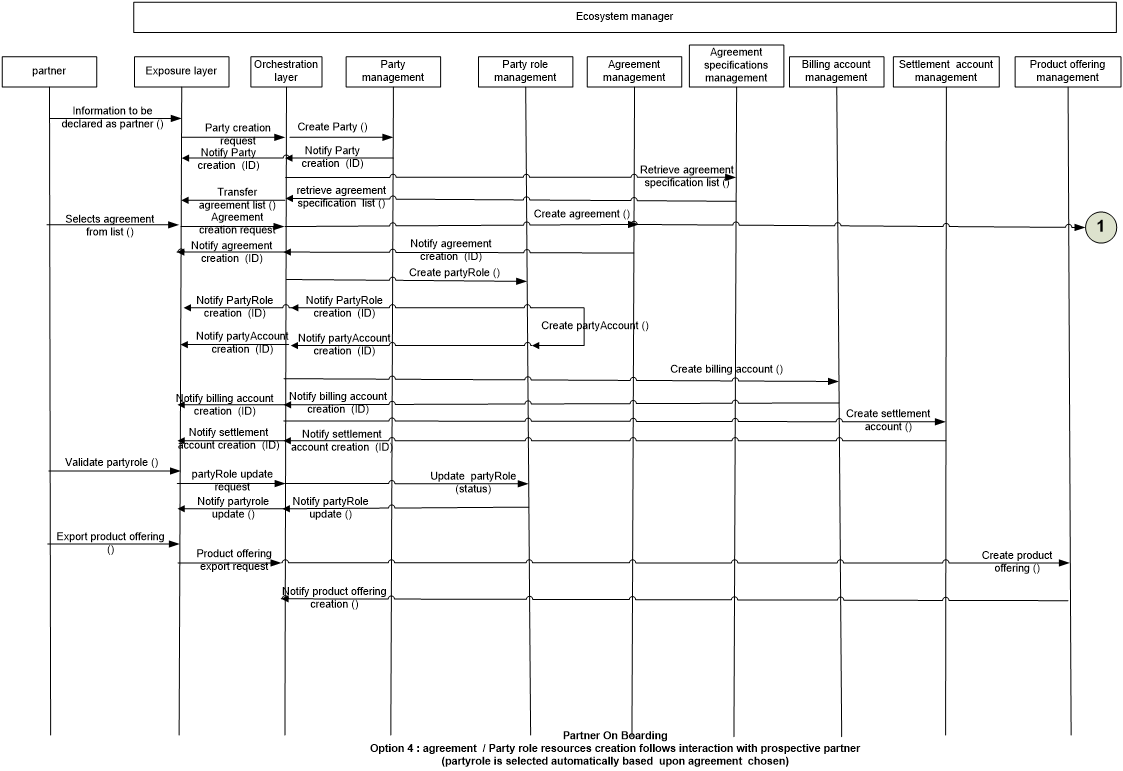 Ecosystem manager
partner
Exposure layer
Orchestration
layer
Party
management
Party role
management
Agreement
management
Agreement
specifications
management
Billing account
management
Settlement account
management
Product offering
management
Information to be
declared as partner ()
Party creation
request
Create Party ()
Notify Party
creation (ID)
Notify Party
creation (ID)
Retrieve agreement
specification list ()
Transfer
agreement list ()
retrieve agreement
specification list ()
Selects agreement
from list ()
Agreement
creation request
Create agreement ()
1
Notify agreement
creation (ID)
Notify agreement
creation (ID)
Create partyRole ()
Notify PartyRole
creation (ID)
Notify PartyRole
creation (ID)
Create partyAccount ()
Notify partyAccount
creation (ID)
Notify partyAccount
creation (ID)
Create billing account ()
Notify billing account
creation (ID)
Notify billing account
creation (ID)
Create settlement
account ()
Notify settlement
account creation (ID)
Notify settlement
account creation (ID)
Validate partyrole ()
partyRole update
request
Update partyRole
(status)
Notify partyrole
update ()
Notify partyRole
update ()
Export product offering
()
Product offering
export request
Create product
offering ()
Notify product offering
creation ()
Partner On Boarding
Option 4 : agreement / Party role resources creation follows interaction with prospective partner
(partyrole is selected automatically based upon agreement chosen)